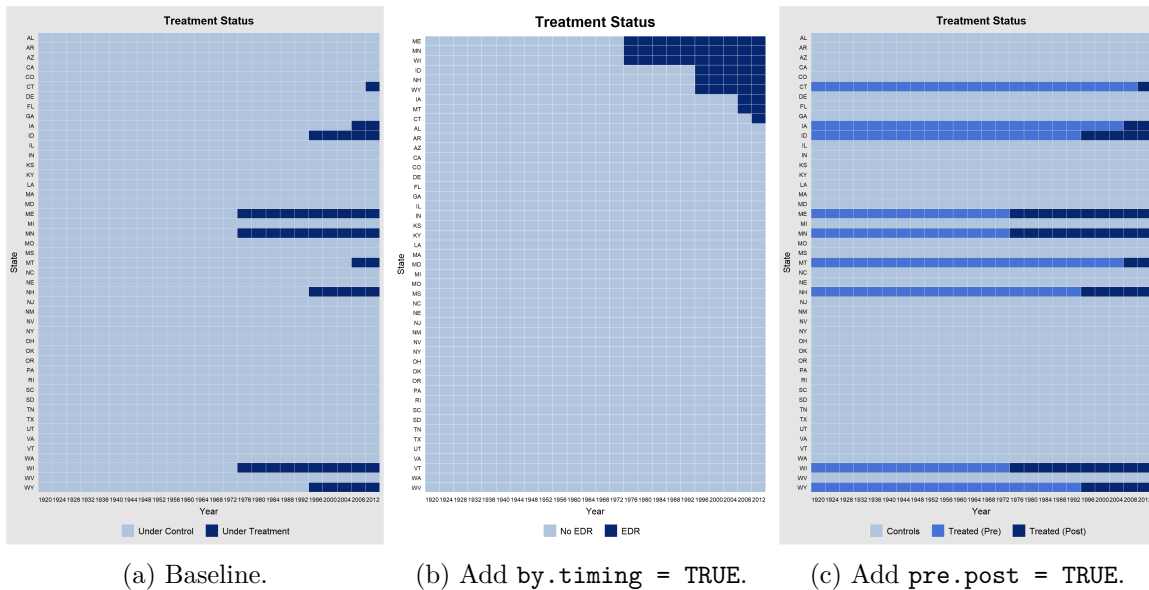 Treatment Status
State
AL
AR
AZ
CA
CO
CT
DE
FL
GA
IA
ID
IL
IN
KS
KY
LA
MA
MD
ME
MI
MN
MO
MS
MT
NC
NE
NH
NJ
NM
NV
NY
OH
OK
OR
PA
RI
SC
SD
TN
TX
UT
VA
VT
WA
WI
WV
WY
1920 1924 1928 1932 1936 1940 1944 1948 1952 1956 1960 1964 1968 1972 1976 1980 1984 1988 1992 1996 2000 2004 2008 2012
Year
Under Control Under Treatment
(a) Baseline.
Treatment Status
State
ME
MN
WI
ID
NH
WY
IA
MT
CT
AL
AR
AZ
CA
CO
DE
FL
GA
IL
IN
KS
KY
LA
MA
MD
MI
MO
MS
NC
NE
NJ
NM
NV
NY
OH
OK
OR
PA
RI
SC
SD
TN
TX
UT
VA
VT
WA
WV
1920 1924 1928 1932 1936 1940 1944 1948 1952 1956 1960 1964 1968 1972 1976 1980 1984 1988 1992 1996 2000 2004 2008 2012
Year
No EDR EDR
(b) Add by.timing = TRUE.
Treatment Status
State
AL
AR
AZ
CA
CO
CT
DE
FL
GA
IA
ID
IL
IN
KS
KY
LA
MA
MD
ME
MI
MN
MO
MS
MT
NC
NE
NH
NJ
NM
NV
NY
OH
OK
OR
PA
RI
SC
SD
TN
TX
UT
VA
VT
WA
WI
WV
WY
1920 1924 1928 1932 1936 1940 1944 1948 1952 1956 1960 1964 1968 1972 1976 1980 1984 1988 1992 1996 2000 2004 2008 2012
Year
Controls Treated (Pre) Treated (Post)
(c) Add pre.post = TRUE.